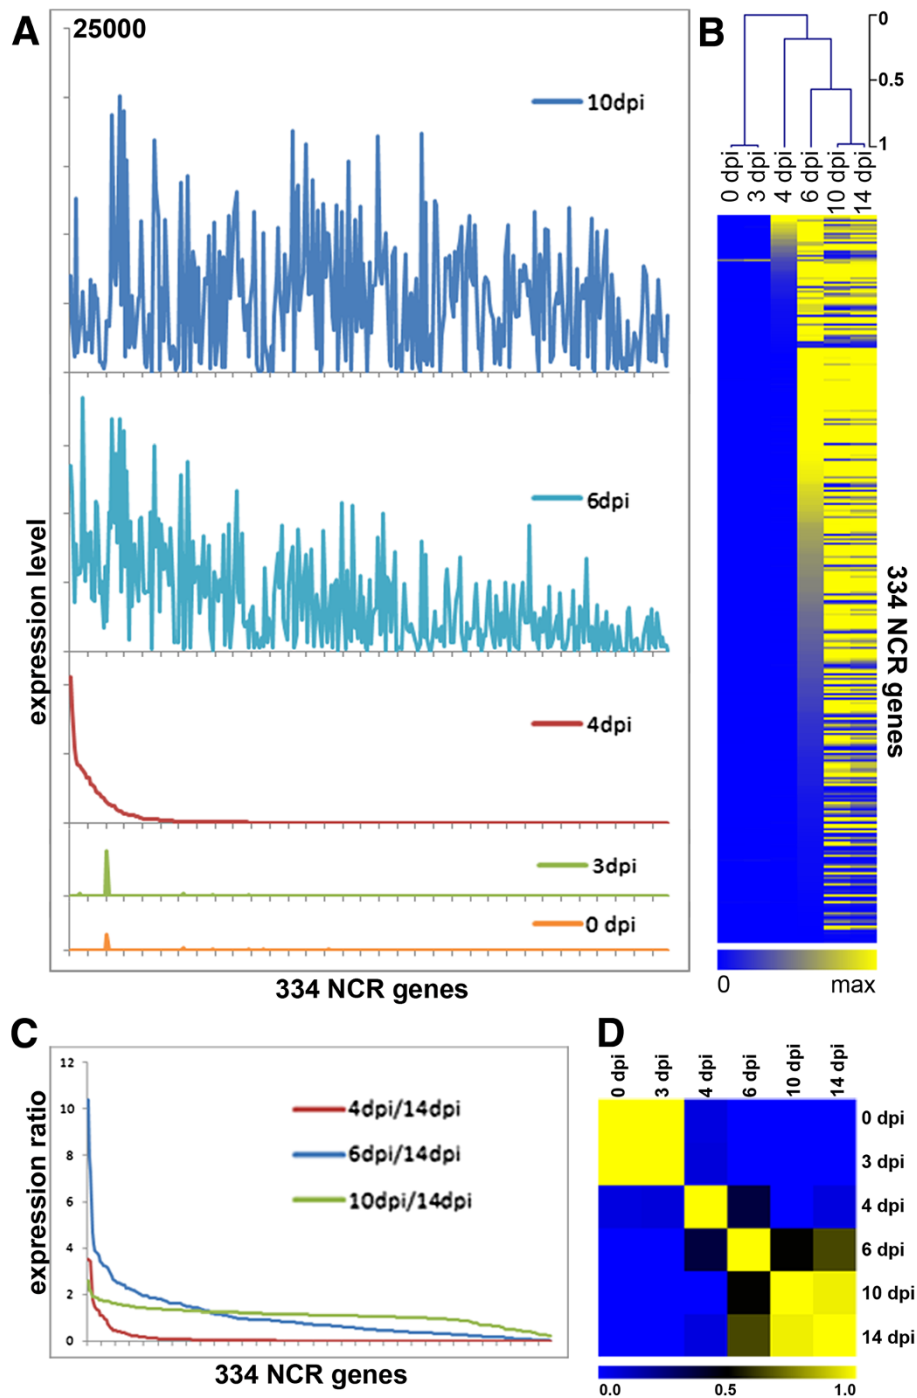 A
25000
10dpi
6dpi
4dpi
3dpi
0 dpi
expression level
334 NCR genes
B
0
0.5
1
0 dpi
3 dpi
4 dpi
6 dpi
10 dpi
14 dpi
334 NCR genes
0
max
C
12
10
8
6
4
2
0
4dpi/14dpi
6dpi/14dpi
10dpi/14dpi
expression ratio
334 NCR genes
D
0 dpi
3 dpi
4 dpi
6 dpi
10 dpi
14 dpi
0 dpi
3 dpi
4 dpi
6 dpi
10 dpi
14 dpi
0.0
0.5
1.0